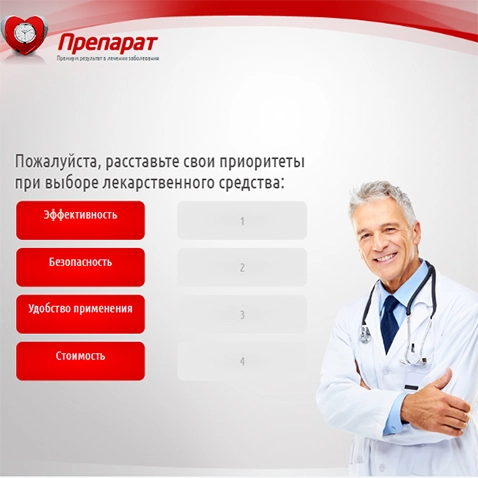 Препарат
Премиум результат в лечении заболевания
Пожалуйста, расставьте свои приоритеты
при выборе лекарственного средства:
Эффективность 1
Безопасность 2
Удобство применения 3
Стоимость 4